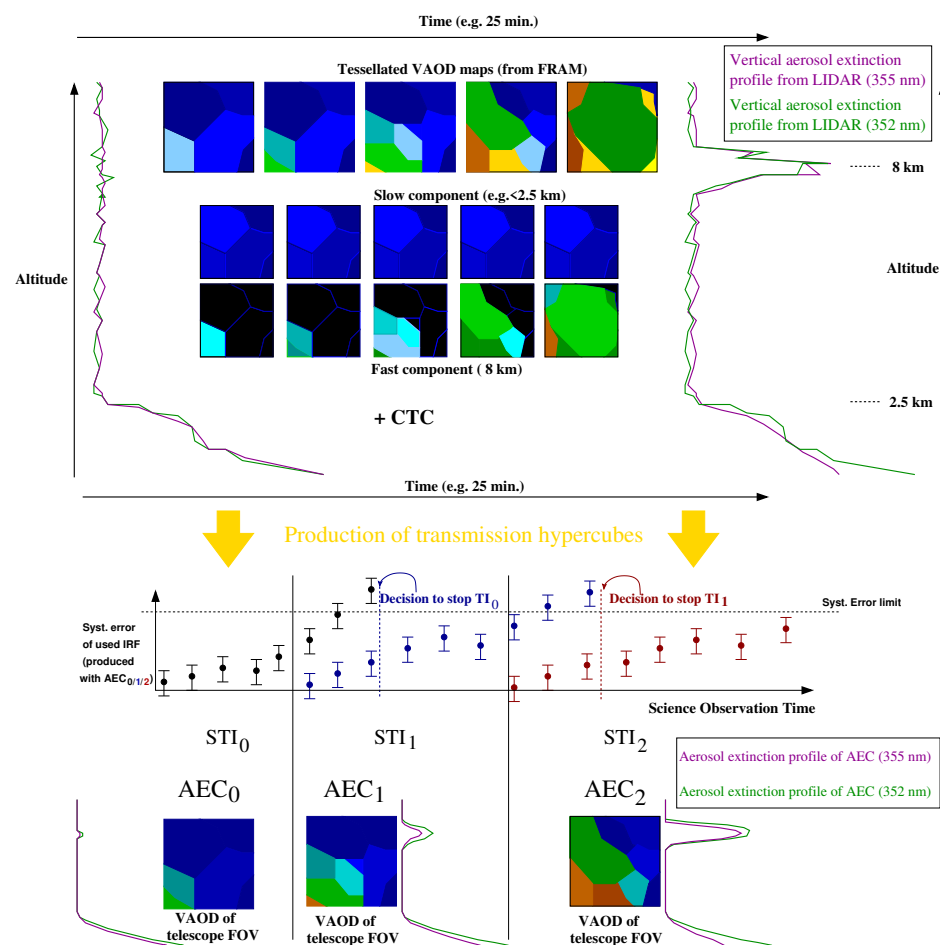 Time (e.g. 25 min.)
Tessellated VAOD maps (from FRAM)
Vertical aerosol extinction
profile from LIDAR (355 nm)
Vertical aerosol extinction
profile from LIDAR (352 nm)
8 km
Slow component (e.g.<2.5 km)
Altitude
Altitude
Fast component ( 8 km)
2.5 km
+ CTC
Time (e.g. 25 min.)
Production of transmission hypercubes
Decision to stop TI0
Decision to stop TI1
Syst. Error limit
Syst. error
of used IRF
(produced
with AEC0/1/2)
Science Observation Time
STI0
STI1
STI2
Aerosol extinction profile of AEC (355 nm)
Aerosol extinction profile of AEC (352 nm)
AEC0
AEC1
AEC2
VAOD of
telescope FOV
VAOD of
telescope FOV
VAOD of
telescope FOV